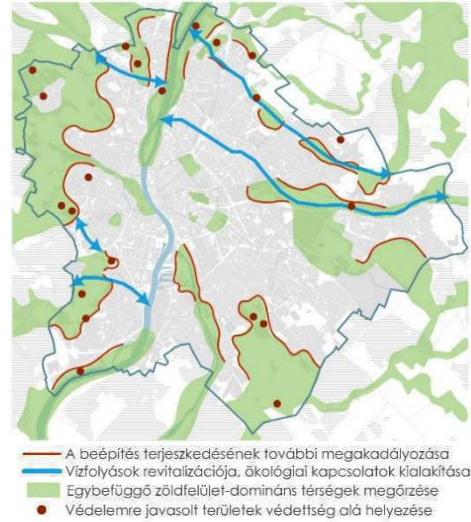 A beépítés terjeszkedésének további megakadályozása
Vízfolyások revitalizációja, ökológiai kapcsolatok kialakítása
Egybefüggő zöldfelület-domináns térségek megőrzése
Védelemre javasolt területek védettség alá helyezése